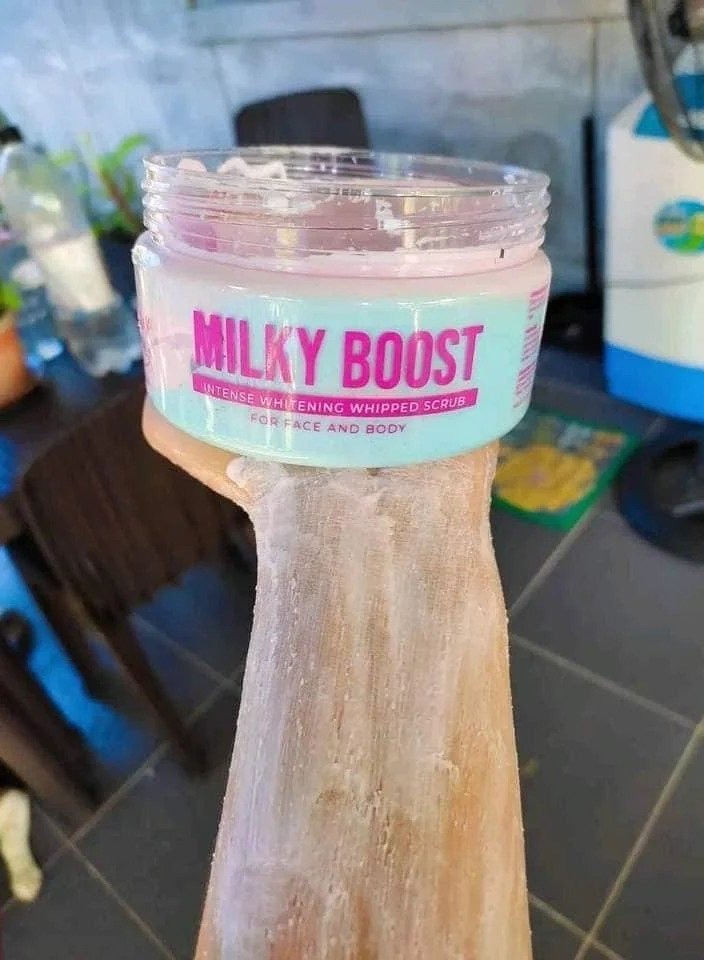 MILKY BOOST
INTENSE WHITENING WHIPPED SCRUB
FOR FACE AND BODY